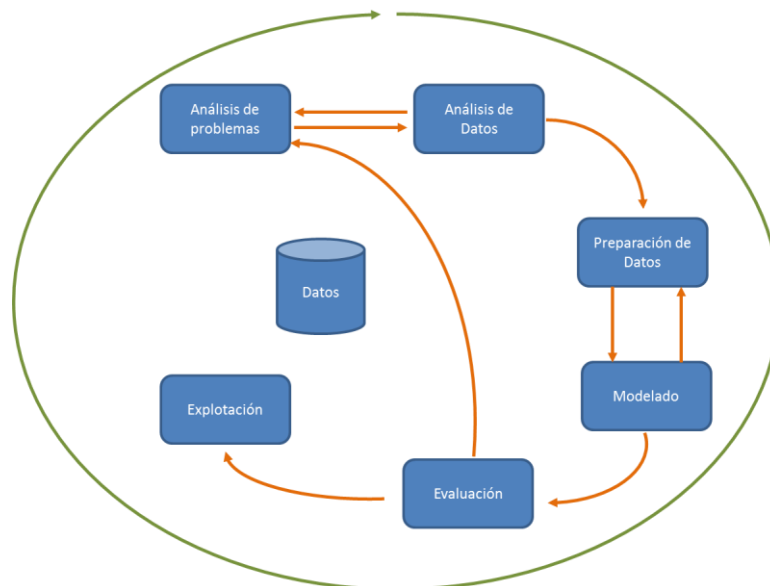 Análisis de
problemas
Análisis de
Datos
Preparación de
Datos
Datos
Modelado
Explotación
Evaluación